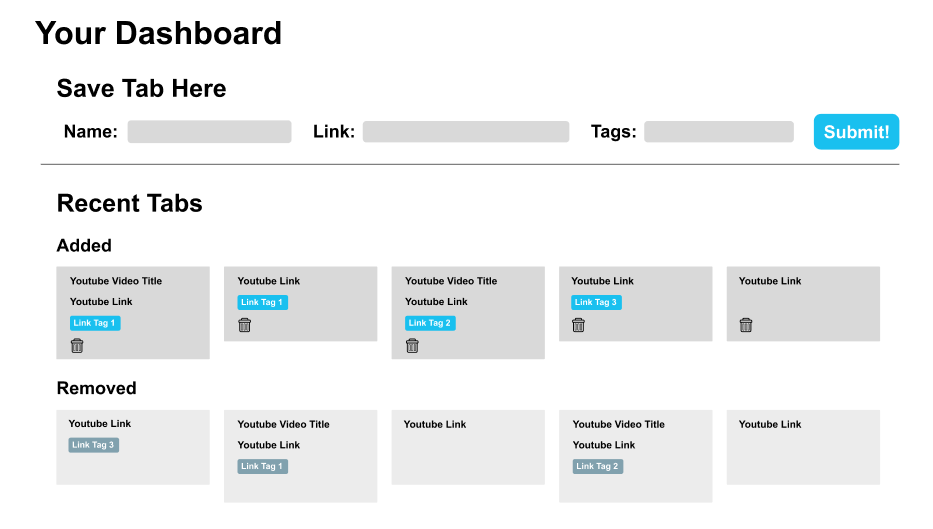 Your Dashboard
Save Tab Here
Name: Link: Tags: Submit!
Recent Tabs
Added
Youtube Video Title
Youtube Link
Link Tag 1
Youtube Link
Link Tag 1
Youtube Video Title
Youtube Link
Link Tag 2
Youtube Link
Link Tag 3
Youtube Link
Removed
Youtube Link
Link Tag 3
Youtube Video Title
Youtube Link
Link Tag 1
Youtube Link
Youtube Video Title
Youtube Link
Link Tag 2
Youtube Link